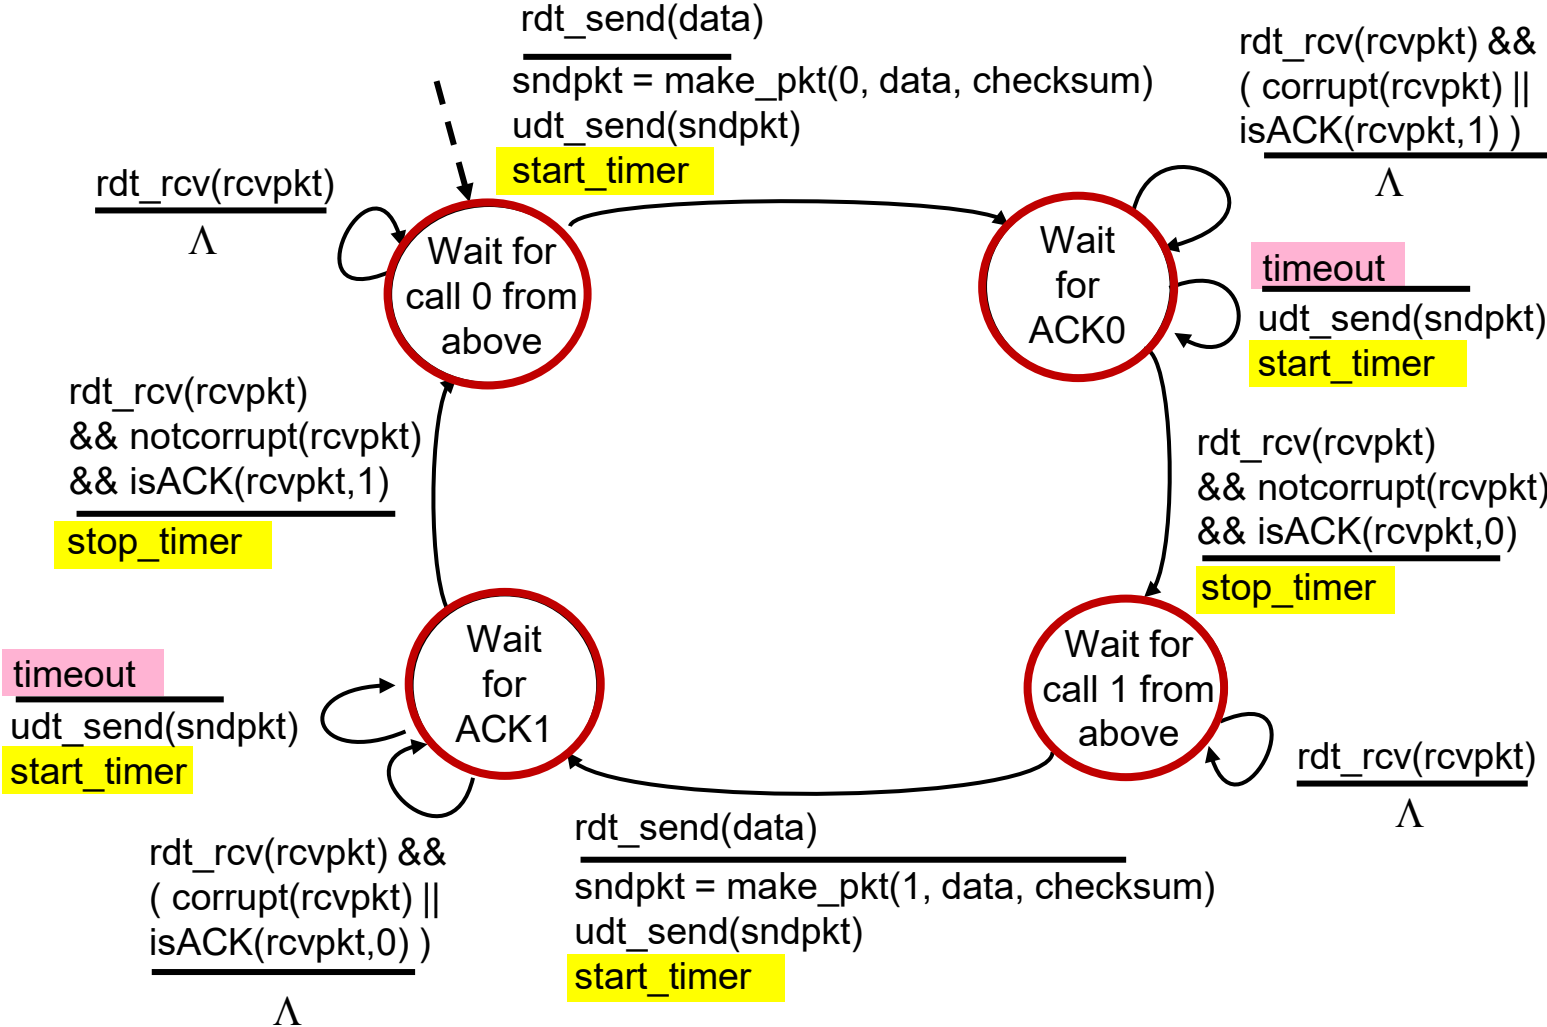 rdt_send(data)
sndpkt = make_pkt(0, data, checksum)
udt_send(sndpkt)
start_timer
rdt_rcv(rcvpkt) &&
( corrupt(rcvpkt) ||
isACK(rcvpkt,1) )
Λ
rdt_rcv(rcvpkt)
Λ
Wait for
call 0 from
above
Wait
for
ACK0
timeout
udt_send(sndpkt)
start_timer
rdt_rcv(rcvpkt)
&& notcorrupt(rcvpkt)
&& isACK(rcvpkt,1)
stop_timer
rdt_rcv(rcvpkt)
&& notcorrupt(rcvpkt)
&& isACK(rcvpkt,0)
stop_timer
Wait
for
ACK1
Wait for
call 1 from
above
timeout
udt_send(sndpkt)
start_timer
rdt_rcv(rcvpkt)
Λ
rdt_rcv(rcvpkt) &&
( corrupt(rcvpkt) ||
isACK(rcvpkt,0) )
Λ
rdt_send(data)
sndpkt = make_pkt(1, data, checksum)
udt_send(sndpkt)
start_timer